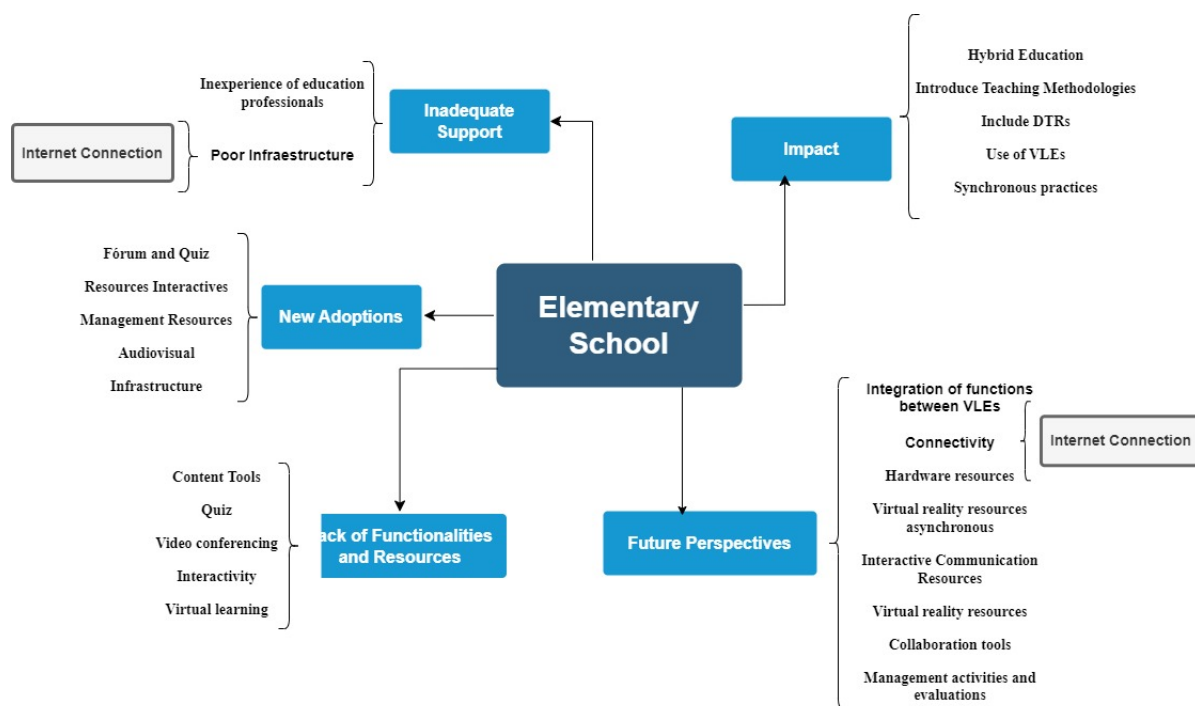 Inexperience of education
professionals
Poor Infraestructure
Internet Connection
Inadequate
Support
Impact
Hybrid Education
Introduce Teaching Methodologies
Include DTRs
Use of VLEs
Synchronous practices
Fórum and Quiz
Resources Interactives
Management Resources
Audiovisual
Infrastructure
New Adoptions
Elementary
School
Content Tools
Quiz
Video conferencing
Interactivity
Virtual learning
ack of Functionalities
and Resources
Future Perspectives
Integration of functions
between VLEs
Connectivity
Hardware resources
Internet Connection
Virtual reality resources
asynchronous
Interactive Communication
Resources
Virtual reality resources
Collaboration tools
Management activities and
evaluations